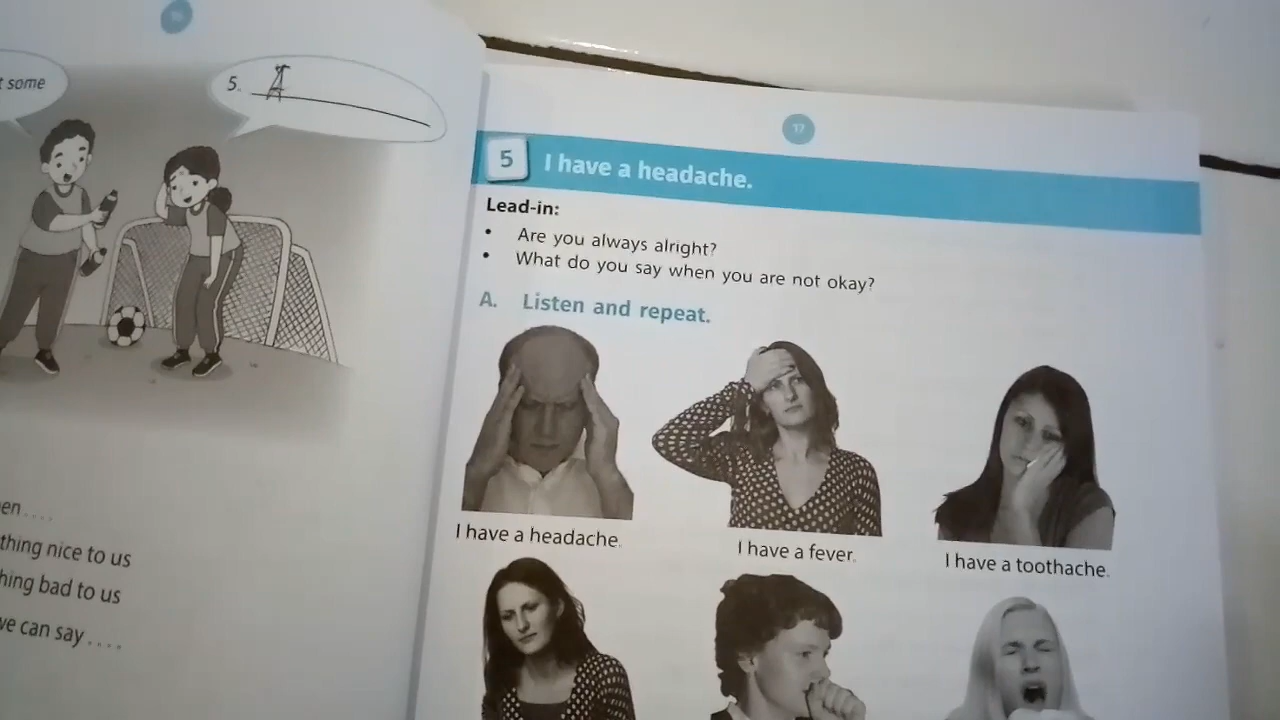 t some
5. A
en....
thing nice to us
hing bad to us
ve can say....
17
5 I have a headache.
Lead-in:
• Are you always alright?
• What do you say when you are not okay?
A. Listen and repeat.
I have a headache.
I have a fever.
I have a toothache.